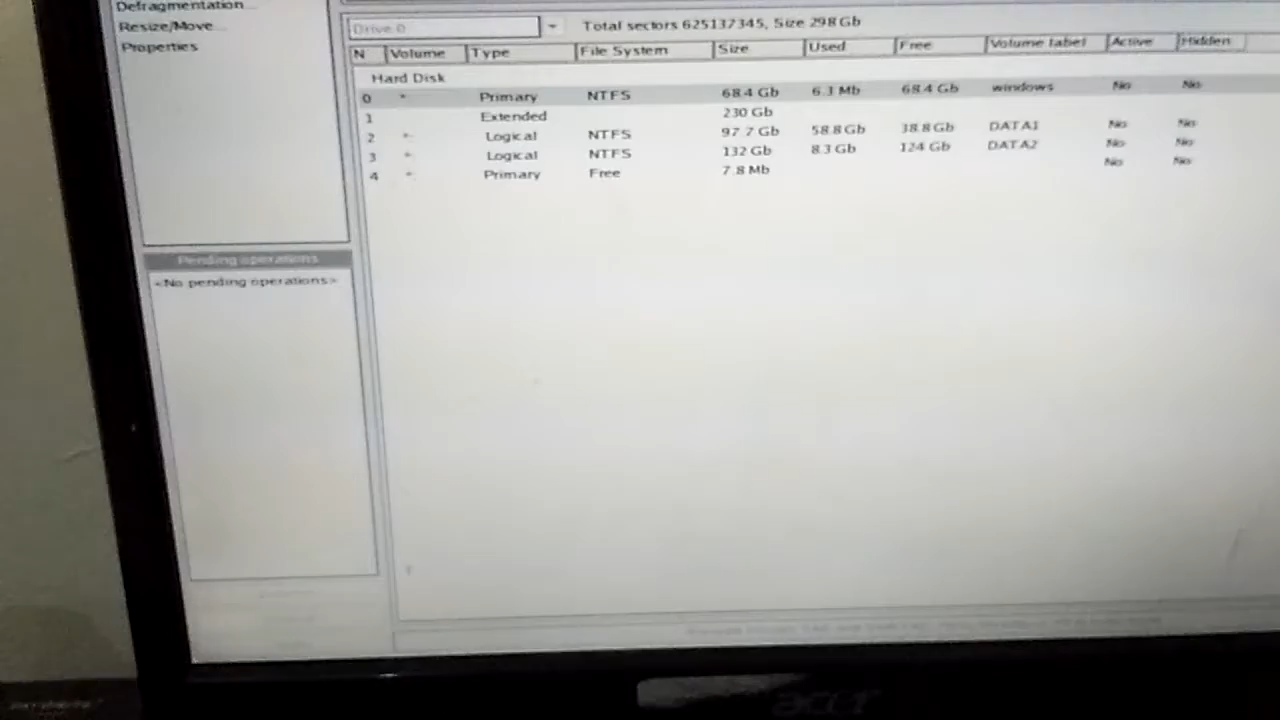 Defragmentation...
Resize/Move...
Properties
Drive 0
Total sectors 625137345, Size 298 Gb
N Volume Type File System Size Used Free Volume label Active Hidden
Hard Disk
0 * Primary NTFS 68.4 Gb 6.3 Mb 68.4 Gb windows No No
1 Extended 230 Gb
2 * Logical NTFS 97.7 Gb 58.8 Gb 38.8 Gb DATA1 No No
3 * Logical NTFS 132 Gb 8.3 Gb 124 Gb DATA2 No No
4 * Primary Free 7.8 Mb No No
Pending operations
<No pending operations>
acer